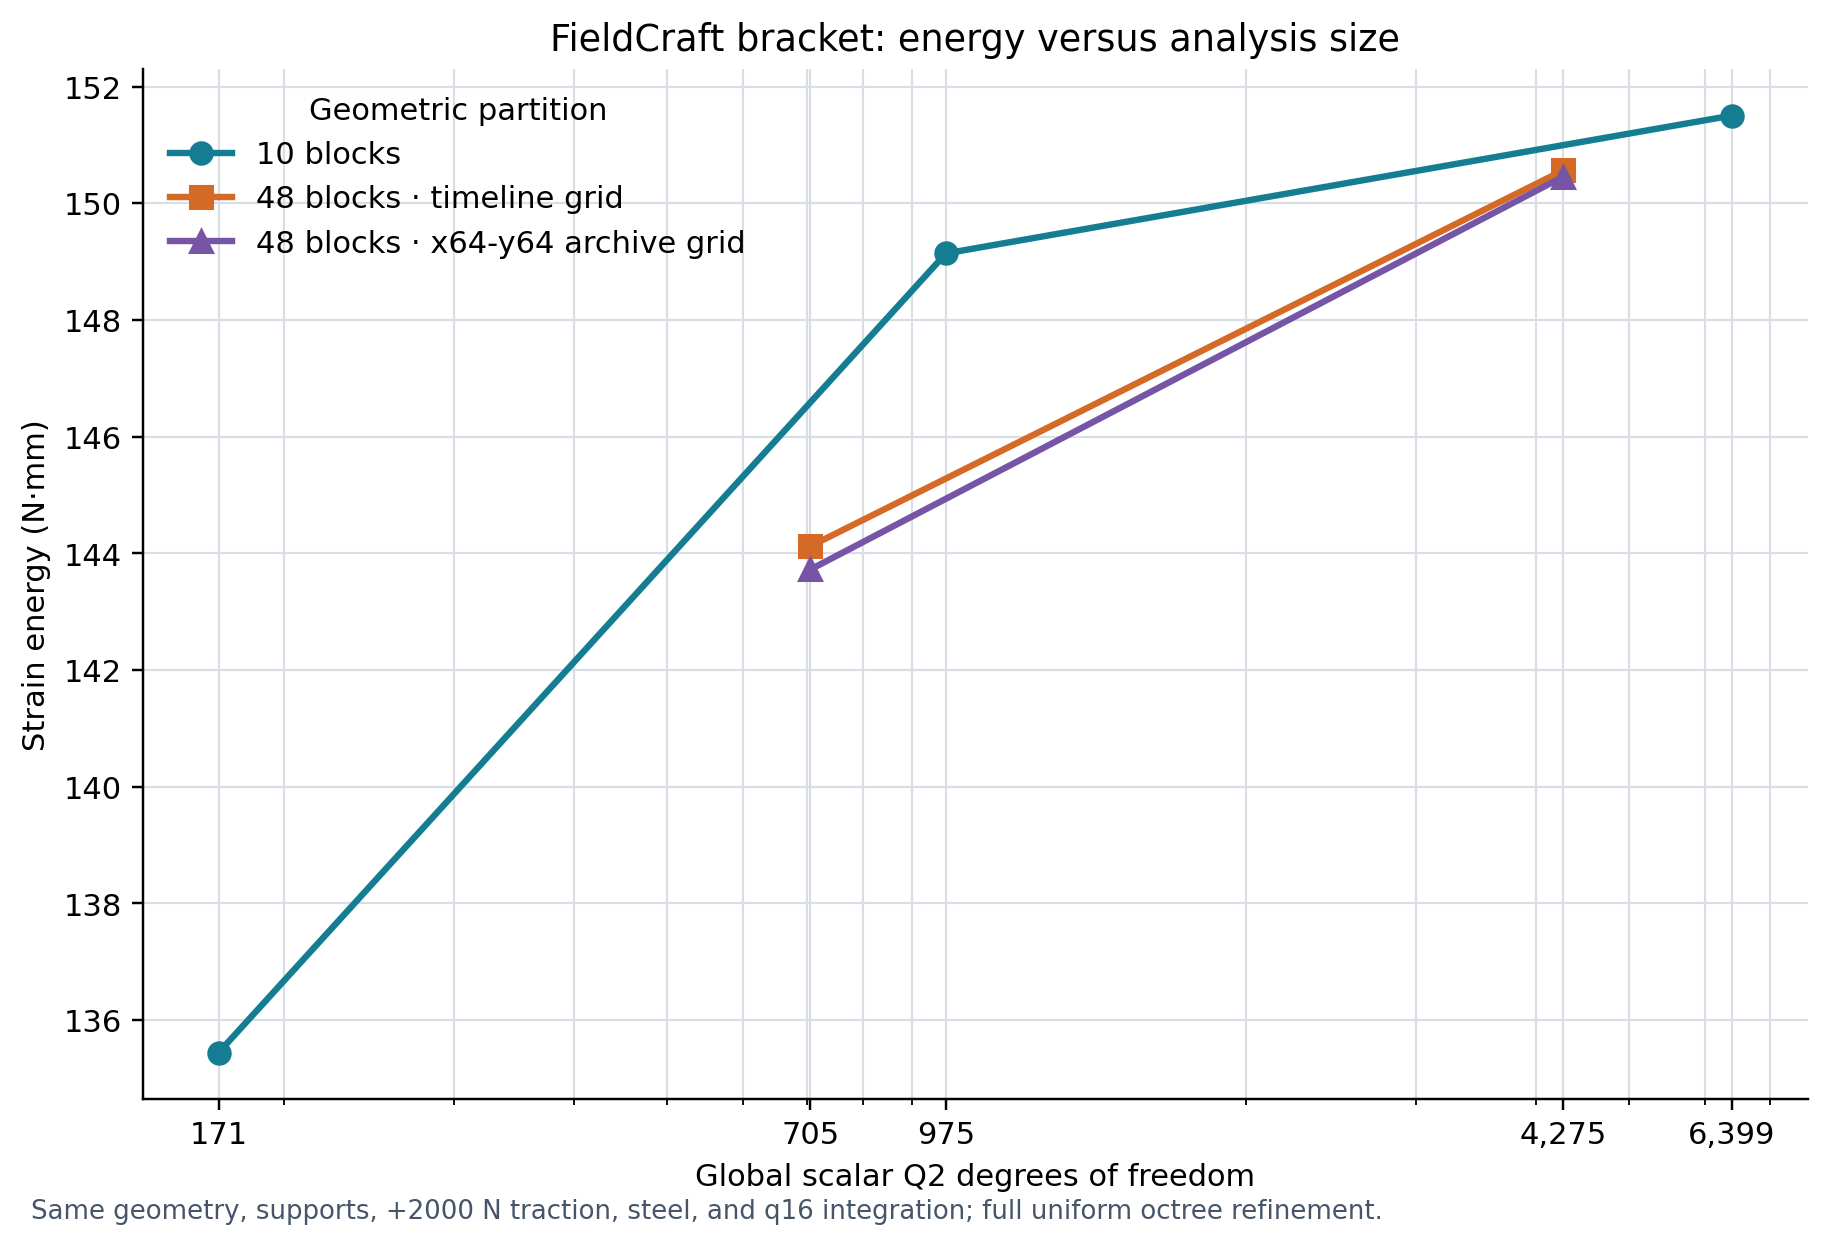 FieldCraft bracket: energy versus analysis size
152
150
148
146
144
142
140
138
136
Strain energy (N·mm)
Geometric partition
10 blocks
48 blocks · timeline grid
48 blocks · x64-y64 archive grid
171 705 975 4,275 6,399
Global scalar Q2 degrees of freedom
Same geometry, supports, +2000 N traction, steel, and q16 integration; full uniform octree refinement.